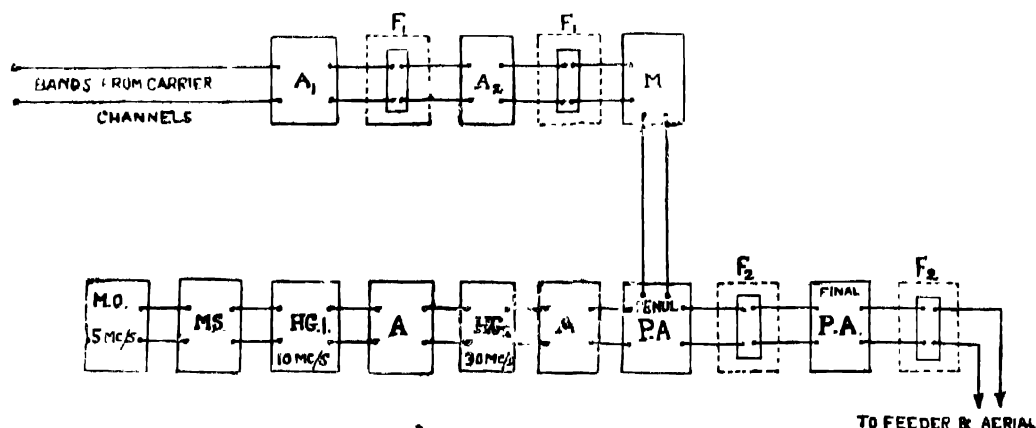 F₁
F₁
BANDS FROM CARRIER
CHANNELS
A₁
A₂
M
M.O.
5 MC/S
MS.
HG.1.
10 MC/S
A
HG.
30 MC/S
P.A
F₂
FINAL
P.A.
F₂
TO FEEDER & AERIAL